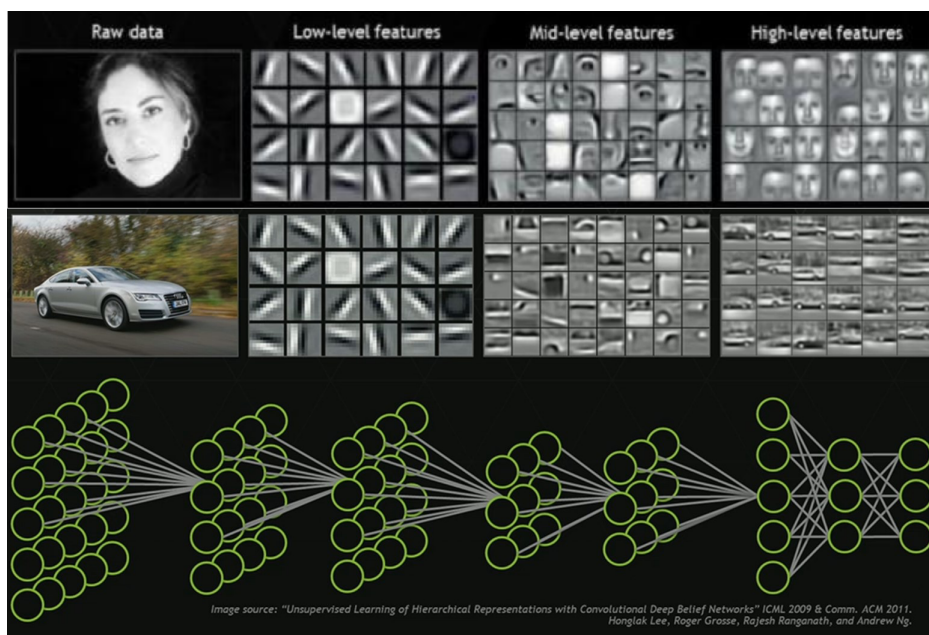 Raw data
Low-level features
Mid-level features
High-level features
Image source: "Unsupervised Learning of Hierarchical Representations with Convolutional Deep Belief Networks" ICML 2009 & Comm. ACM 2011.
Honglak Lee, Roger Grosse, Rajesh Ranganath, and Andrew Ng.